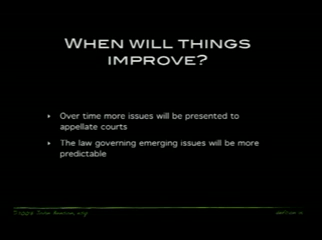 WHEN WILL THINGS
IMPROVE?
Over time more issues will be presented to
appellate courts
The law governing emerging issues will be more
predictable